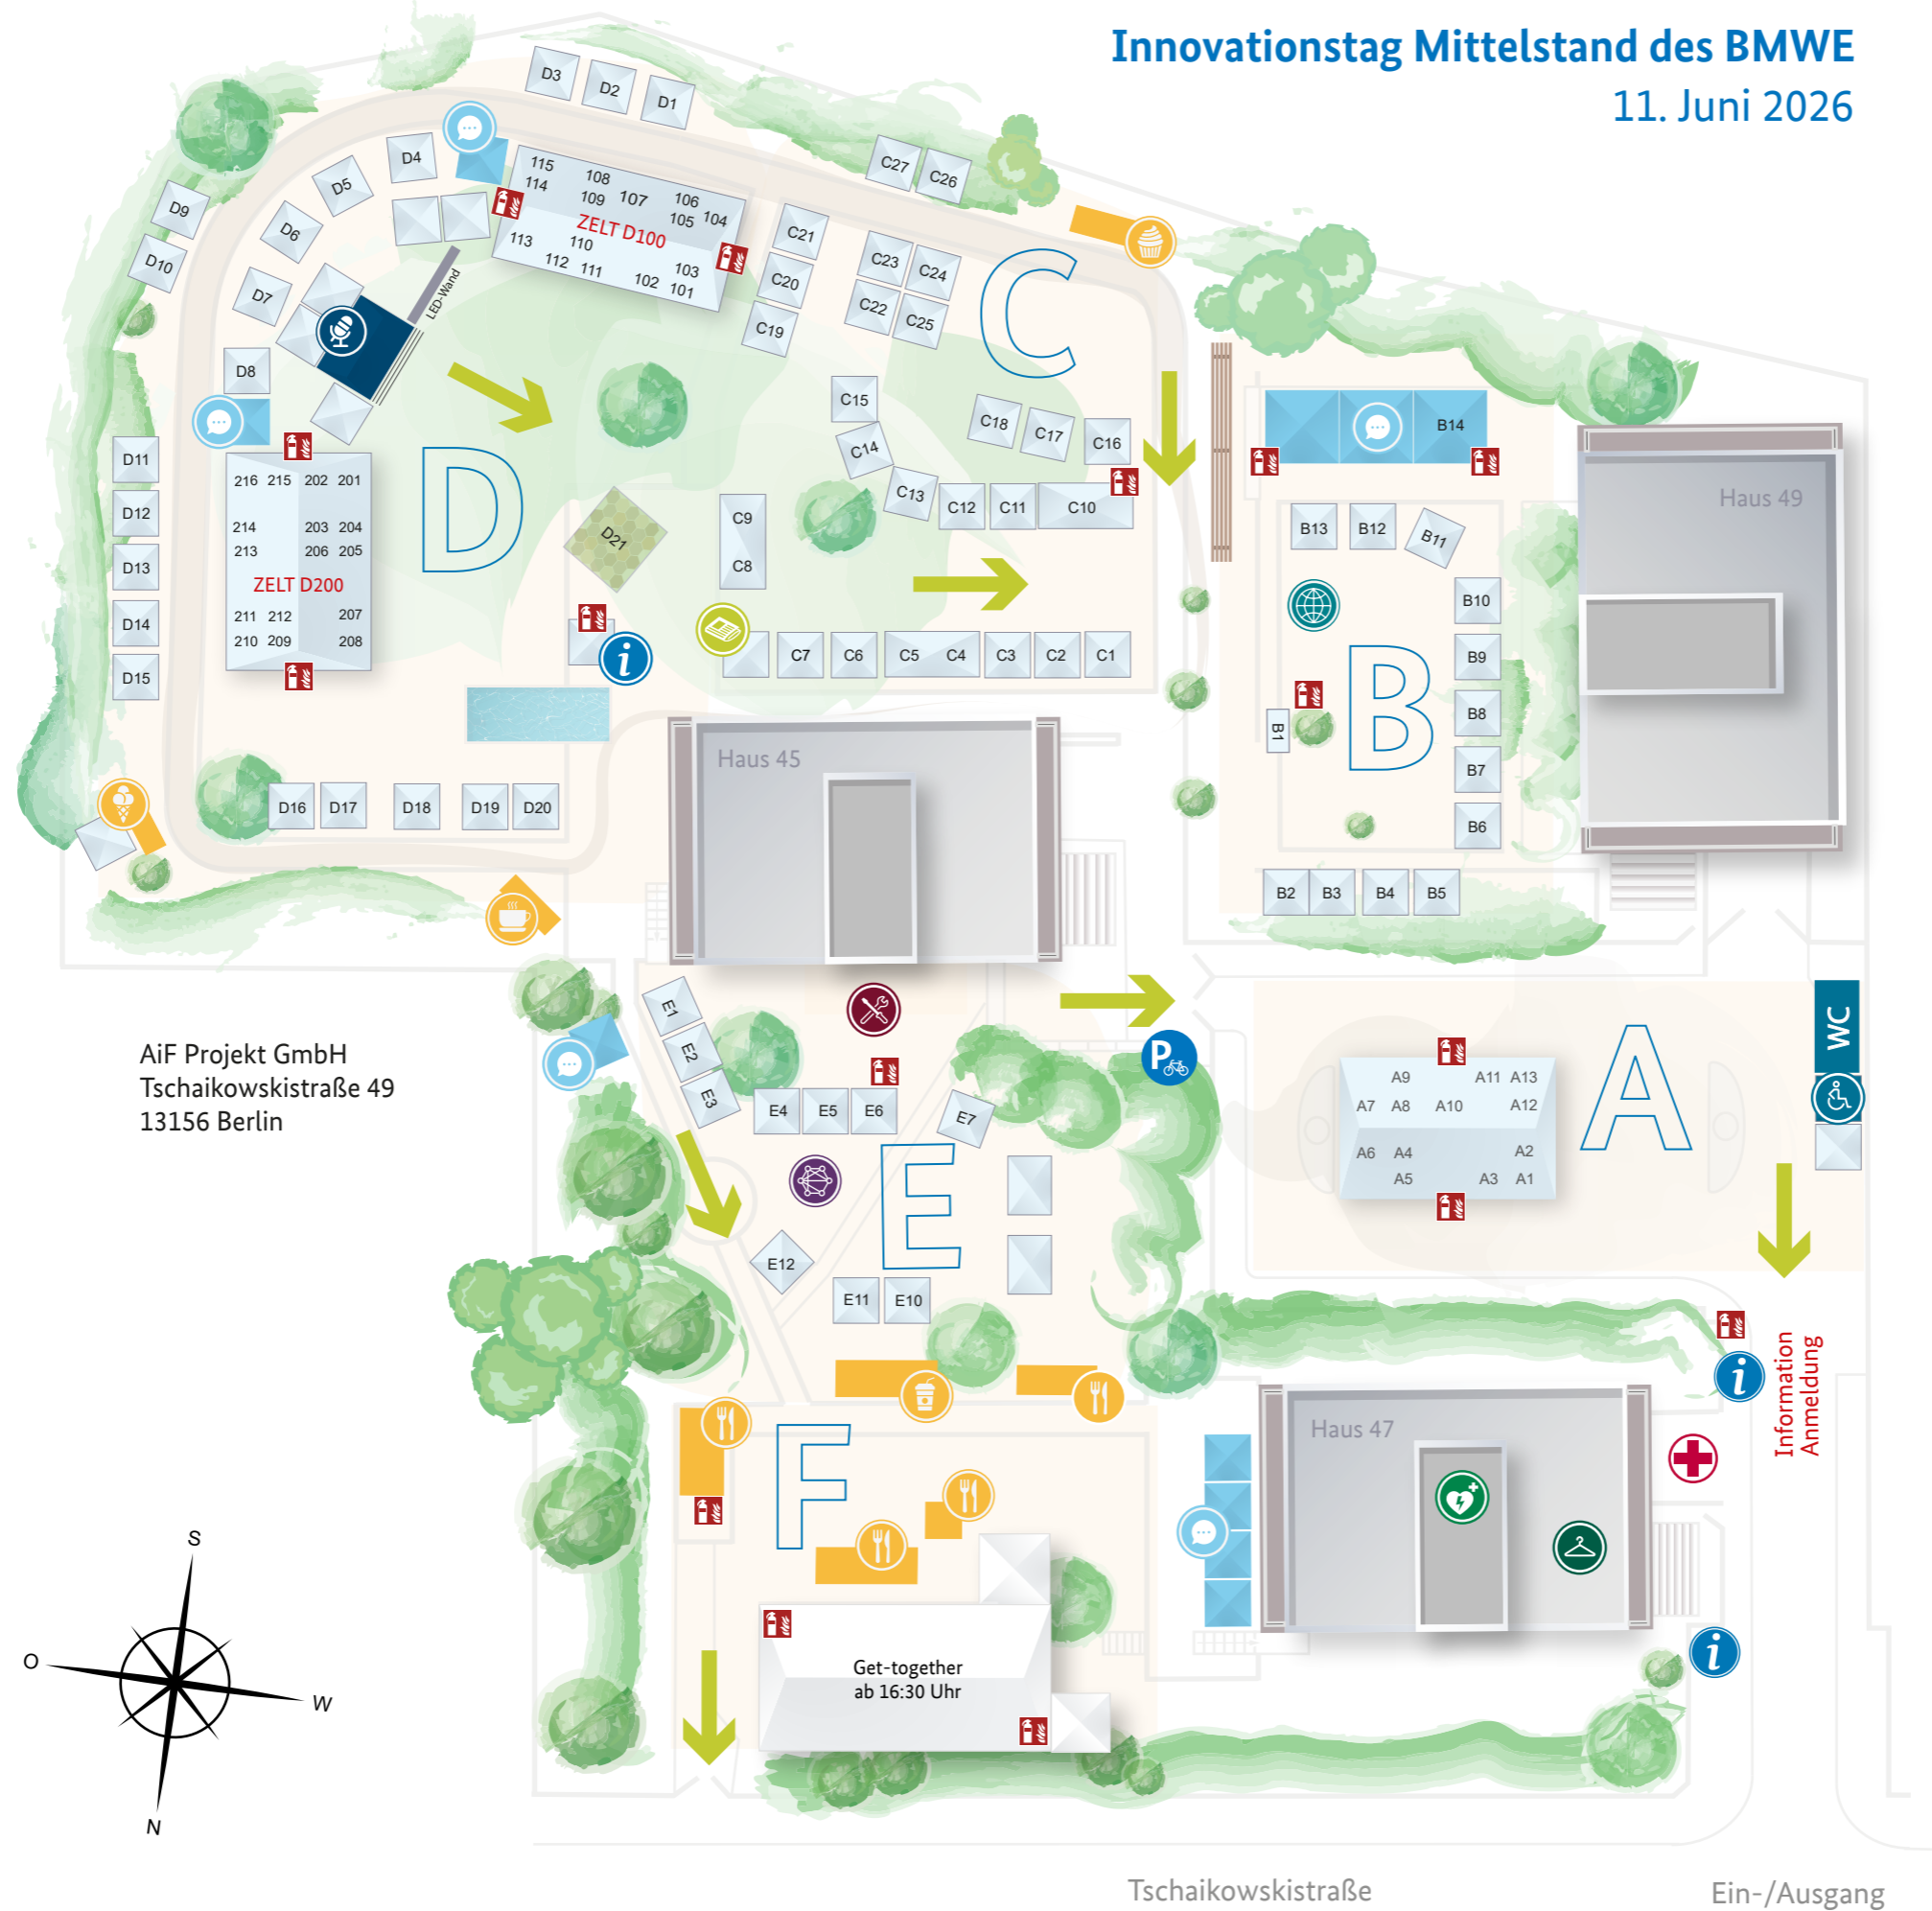 Innovationstag Mittelstand des BMWE
11. Juni 2026
D3
D2
D1
D4
D5
D6
D7
D8
D9
D10
115
114
108
109
107
106
105
104
ZELT D100
113
110
112
111
103
102
101
LED-Wand
C27
C26
C21
C20
C19
C23
C24
C22
C25
C
C15
C14
C13
C18
C17
C16
C12
C11
C10
C9
C8
D11
D12
D13
D14
D15
216
215
202
201
214
203
204
213
206
205
ZELT D200
211
212
207
210
209
208
D
D21
i
C7
C6
C5
C4
C3
C2
C1
B14
B13
B12
B11
B10
B9
B8
B7
B6
B1
B
B2
B3
B4
B5
Haus 49
Haus 45
D16
D17
D18
D19
D20
AiF Projekt GmbH
Tschaikowskistraße 49
13156 Berlin
E1
E2
E3
E4
E5
E6
E7
E
E12
E11
E10
P
A9
A11
A13
A7
A8
A10
A12
A6
A4
A2
A5
A3
A1
A
WC
i
Information
Anmeldung
Haus 47
i
F
Get-together
ab 16:30 Uhr
S
O
W
N
Tschaikowskistraße
Ein-/Ausgang